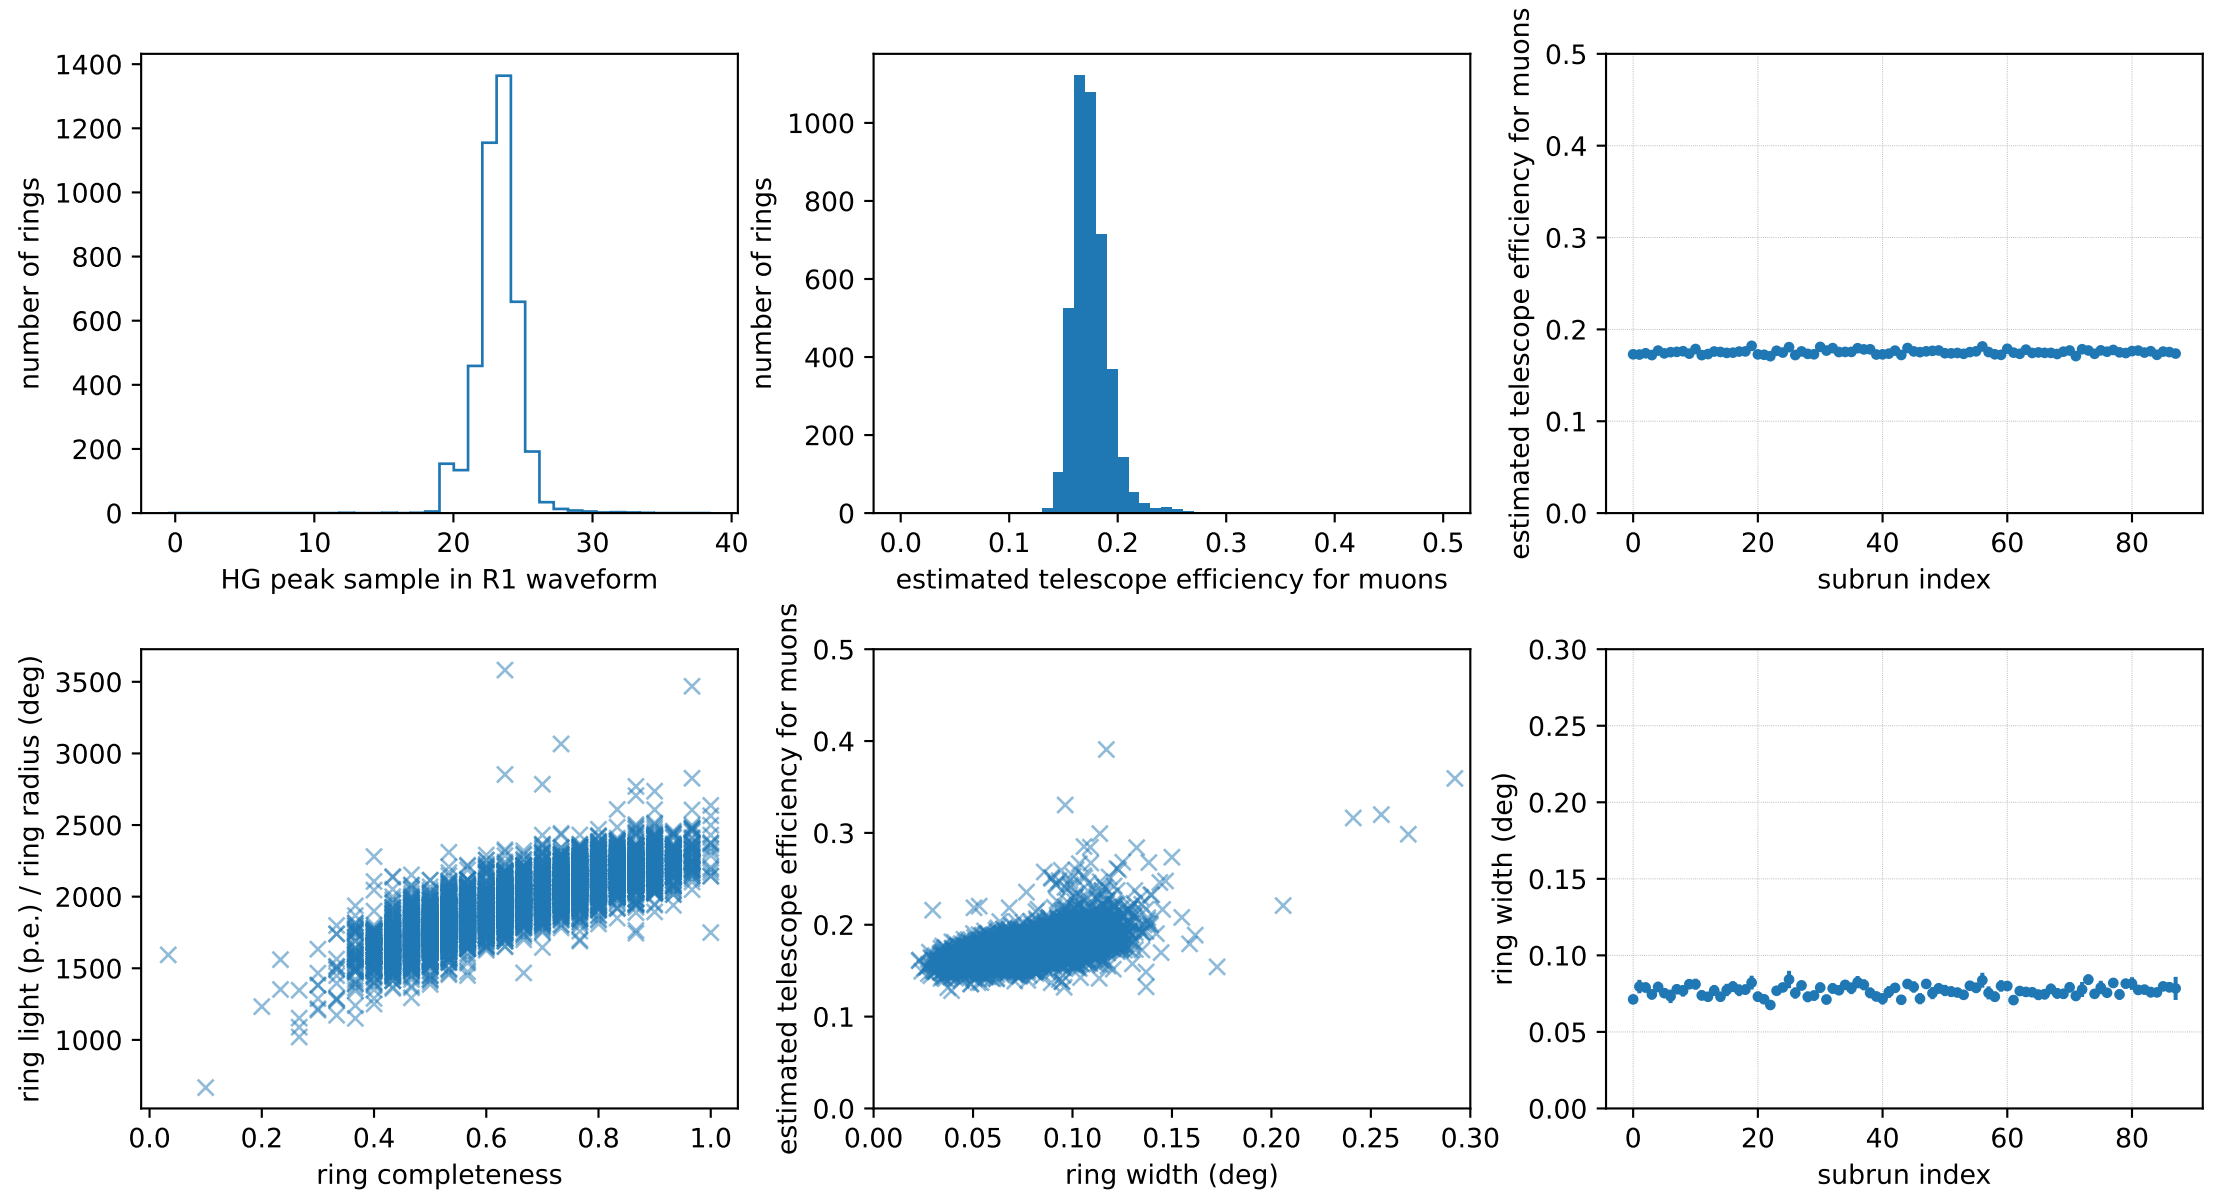 1400
1200
1000
800
600
400
200
0
number of rings
0 10 20 30 40
HG peak sample in R1 waveform
1000
800
600
400
200
0
number of rings
0.0 0.1 0.2 0.3 0.4 0.5
estimated telescope efficiency for muons
0.5
0.4
0.3
0.2
0.1
0.0
estimated telescope efficiency for muons
0 20 40 60 80
subrun index
3500
3000
2500
2000
1500
1000
ring light (p.e.) / ring radius (deg)
0.0 0.2 0.4 0.6 0.8 1.0
ring completeness
0.5
0.4
0.3
0.2
0.1
0.0
estimated telescope efficiency for muons
0.00 0.05 0.10 0.15 0.20 0.25 0.30
ring width (deg)
0.30
0.25
0.20
0.15
0.10
0.05
0.00
ring width (deg)
0 20 40 60 80
subrun index